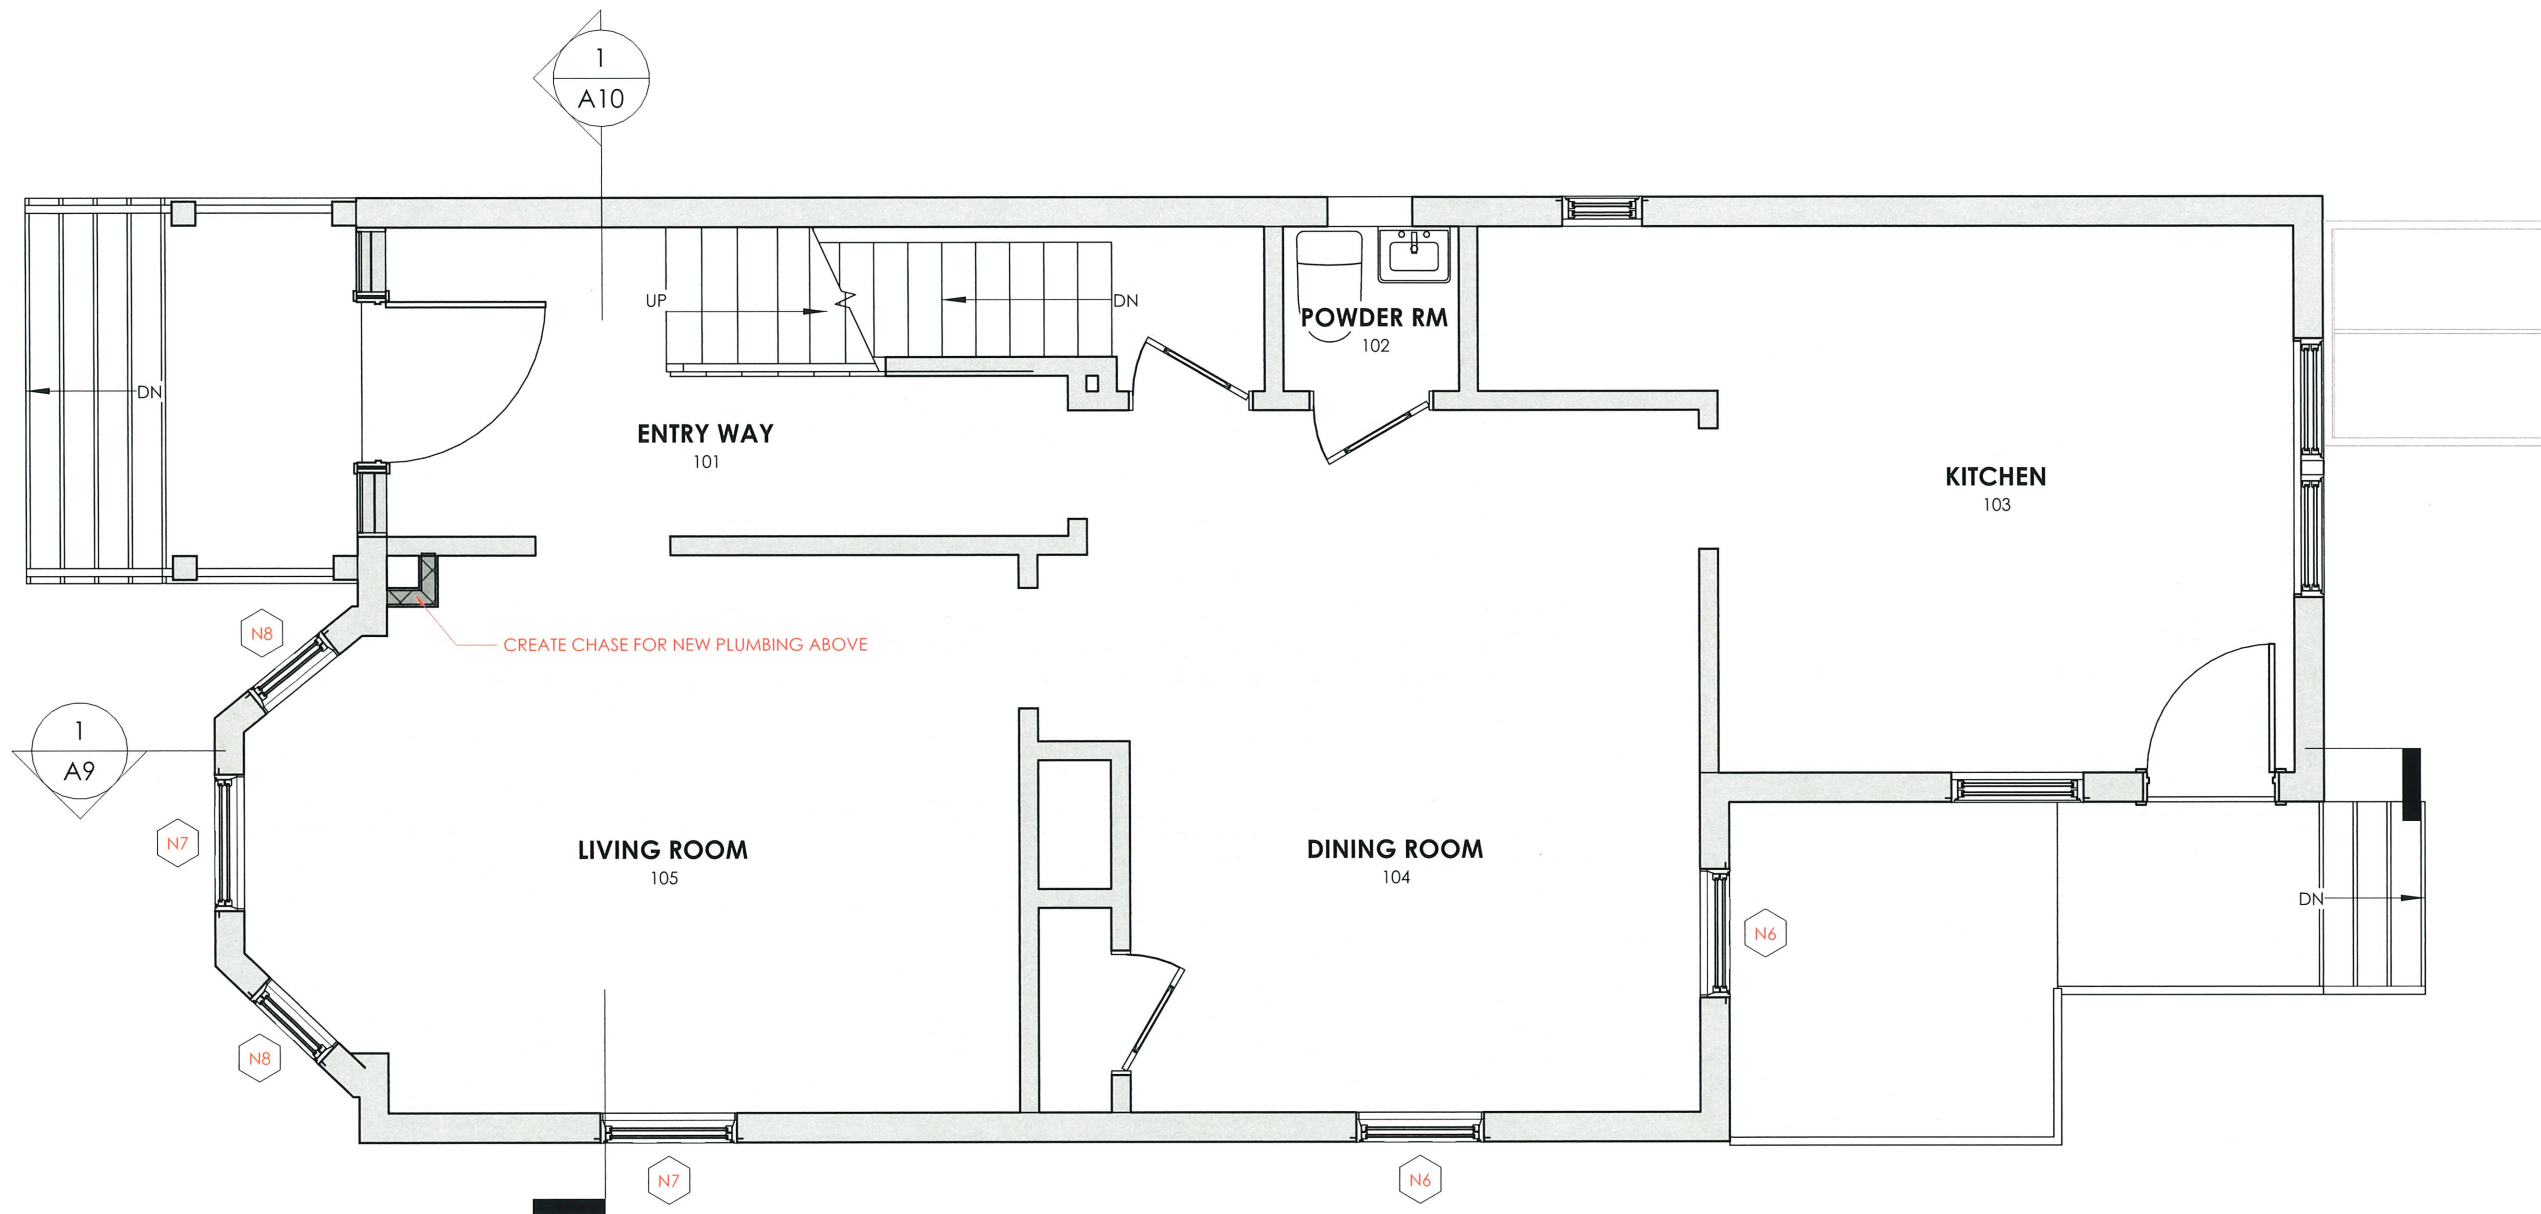 1
A10
UP
DN
POWDER RM
102
DN
ENTRY WAY
101
KITCHEN
103
N8
CREATE CHASE FOR NEW PLUMBING ABOVE
1
A9
N7
LIVING ROOM
105
DINING ROOM
104
DN
N6
N8
N7
N6